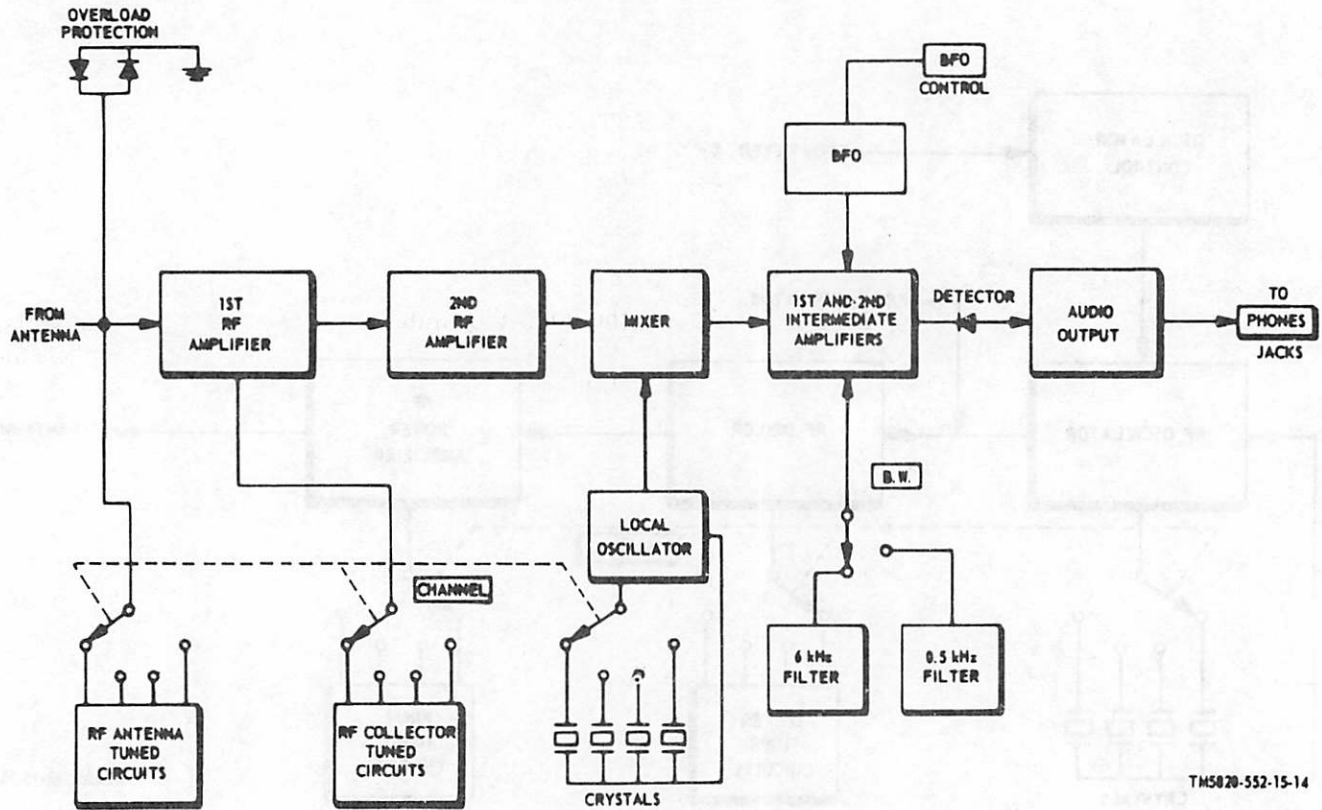 OVERLOAD
PROTECTION
BFO
CONTROL
BFO
FROM
ANTENNA
1ST
RF
AMPLIFIER
2ND
RF
AMPLIFIER
MIXER
1ST AND 2ND
INTERMEDIATE
AMPLIFIERS
DETECTOR
AUDIO
OUTPUT
TO
PHONES
JACKS
B.W.
LOCAL
OSCILLATOR
CHANNEL
6 kHz
FILTER
0.5 kHz
FILTER
RF ANTENNA
TUNED
CIRCUITS
RF COLLECTOR
TUNED
CIRCUITS
CRYSTALS
TM5820-552-15-14